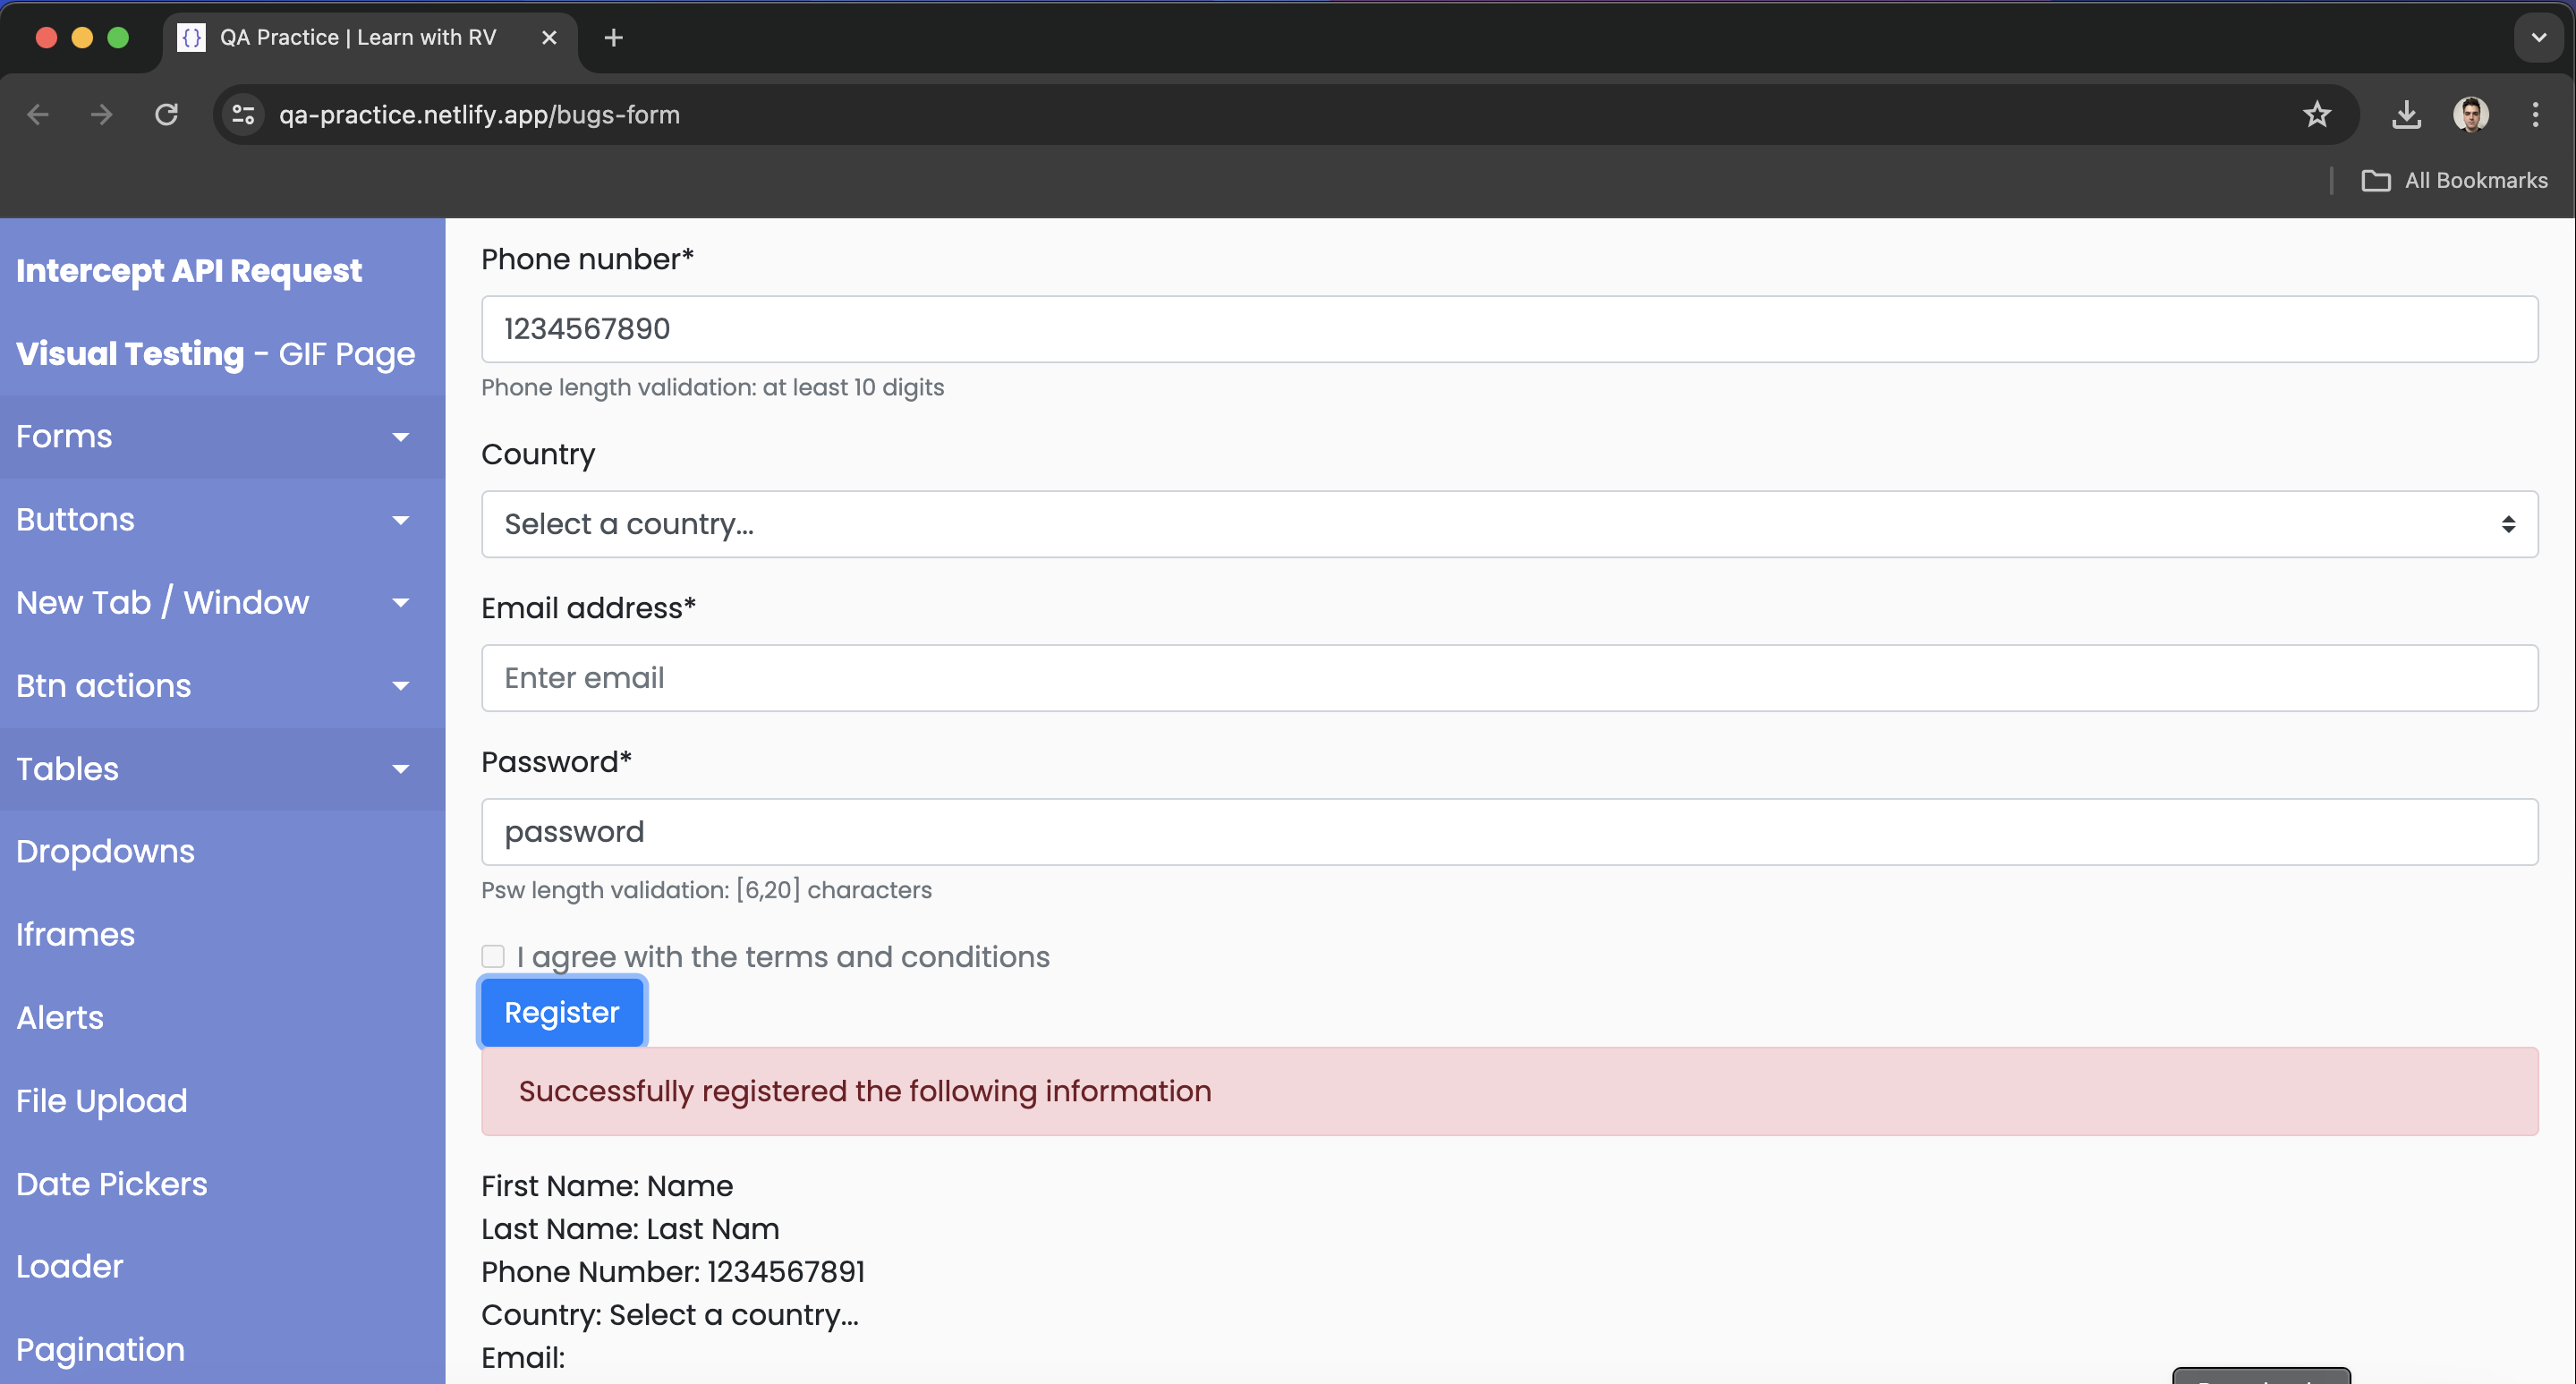 QA Practice | Learn with RV
qa-practice.netlify.app/bugs-form
All Bookmarks
Intercept API Request
Visual Testing - GIF Page
Forms
Buttons
New Tab / Window
Btn actions
Tables
Dropdowns
Iframes
Alerts
File Upload
Date Pickers
Loader
Pagination
Phone nunber*
1234567890
Phone length validation: at least 10 digits
Country
Select a country...
Email address*
Enter email
Password*
password
Psw length validation: [6,20] characters
I agree with the terms and conditions
Register
Successfully registered the following information
First Name: Name
Last Name: Last Nam
Phone Number: 1234567891
Country: Select a country...
Email: